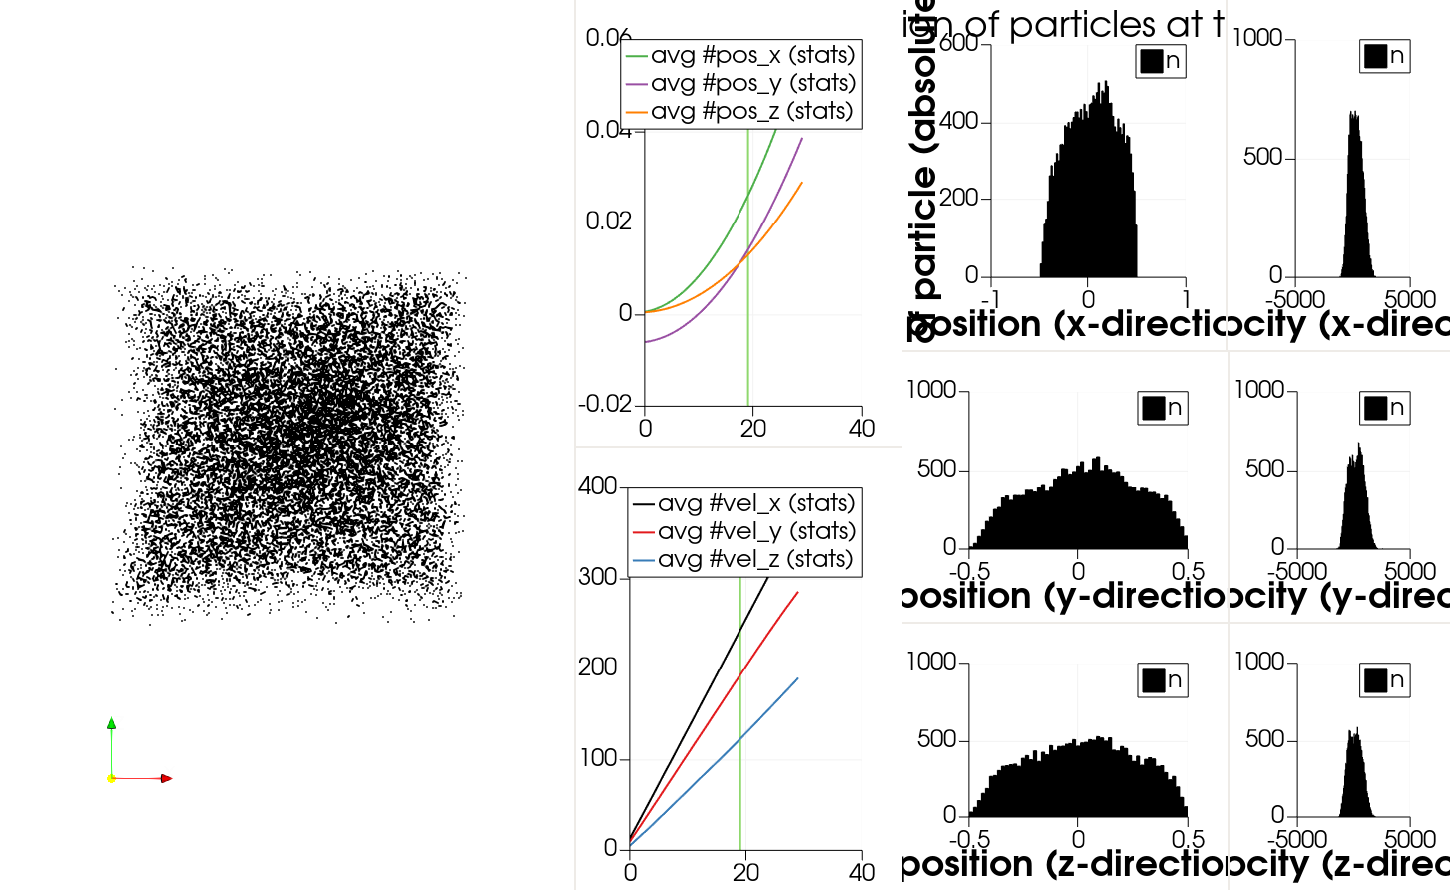 0.06
avg #pos_x (stats)
avg #pos_y (stats)
avg #pos_z (stats)
0.04
0.02
0
-0.02
0 20 40
400
avg #vel_x (stats)
avg #vel_y (stats)
avg #vel_z (stats)
300
200
100
0
0 20 40
of particles at t
particle (absolute
600
n
400
200
0
-1 0 1
position (x-directio
1000
n
500
0
-5000 5000
ocity (x-direc
1000
n
500
0
-0.5 0 0.5
position (y-directio
1000
n
500
0
-5000 5000
ocity (y-direc
1000
n
500
0
-0.5 0 0.5
position (z-directio
1000
n
500
0
-5000 5000
ocity (z-direc